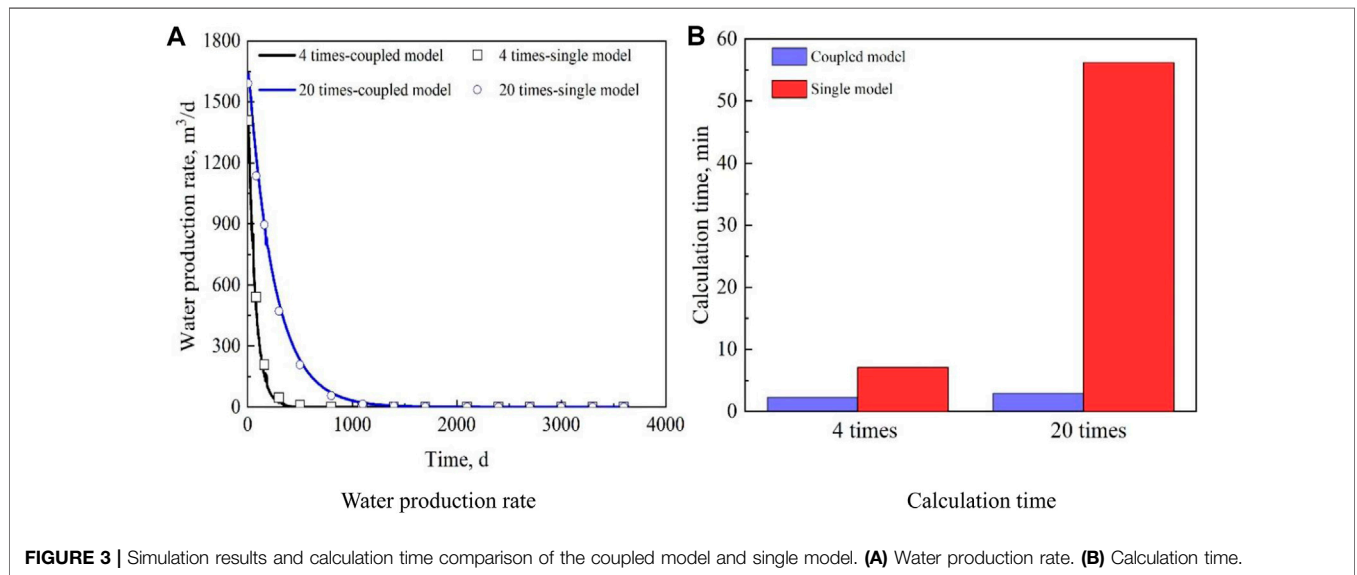 A
1800
1500
1200
900
600
300
0
Water production rate, m³/d
4 times-coupled model
4 times-single model
20 times-coupled model
20 times-single model
0
1000
2000
3000
4000
Time, d
Water production rate
B
60
50
40
30
20
10
0
Calculation time, min
Coupled model
Single model
4 times
20 times
Calculation time
FIGURE 3 | Simulation results and calculation time comparison of the coupled model and single model. (A) Water production rate. (B) Calculation time.